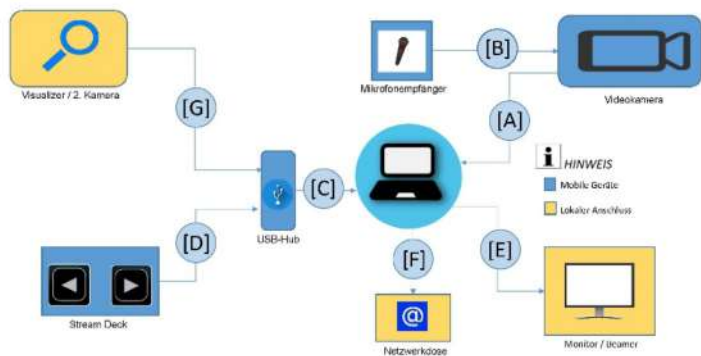 [B]
Mikrofonempfänger
Videokamera
Visualizer / 2. Kamera
[G]
[A]
i HINWEIS
Mobile Geräte
Lokaler Anschluss
[C]
USB-Hub
[D]
[E]
[F]
Stream Deck
@
Netzwerkdose
Monitor / Beamer